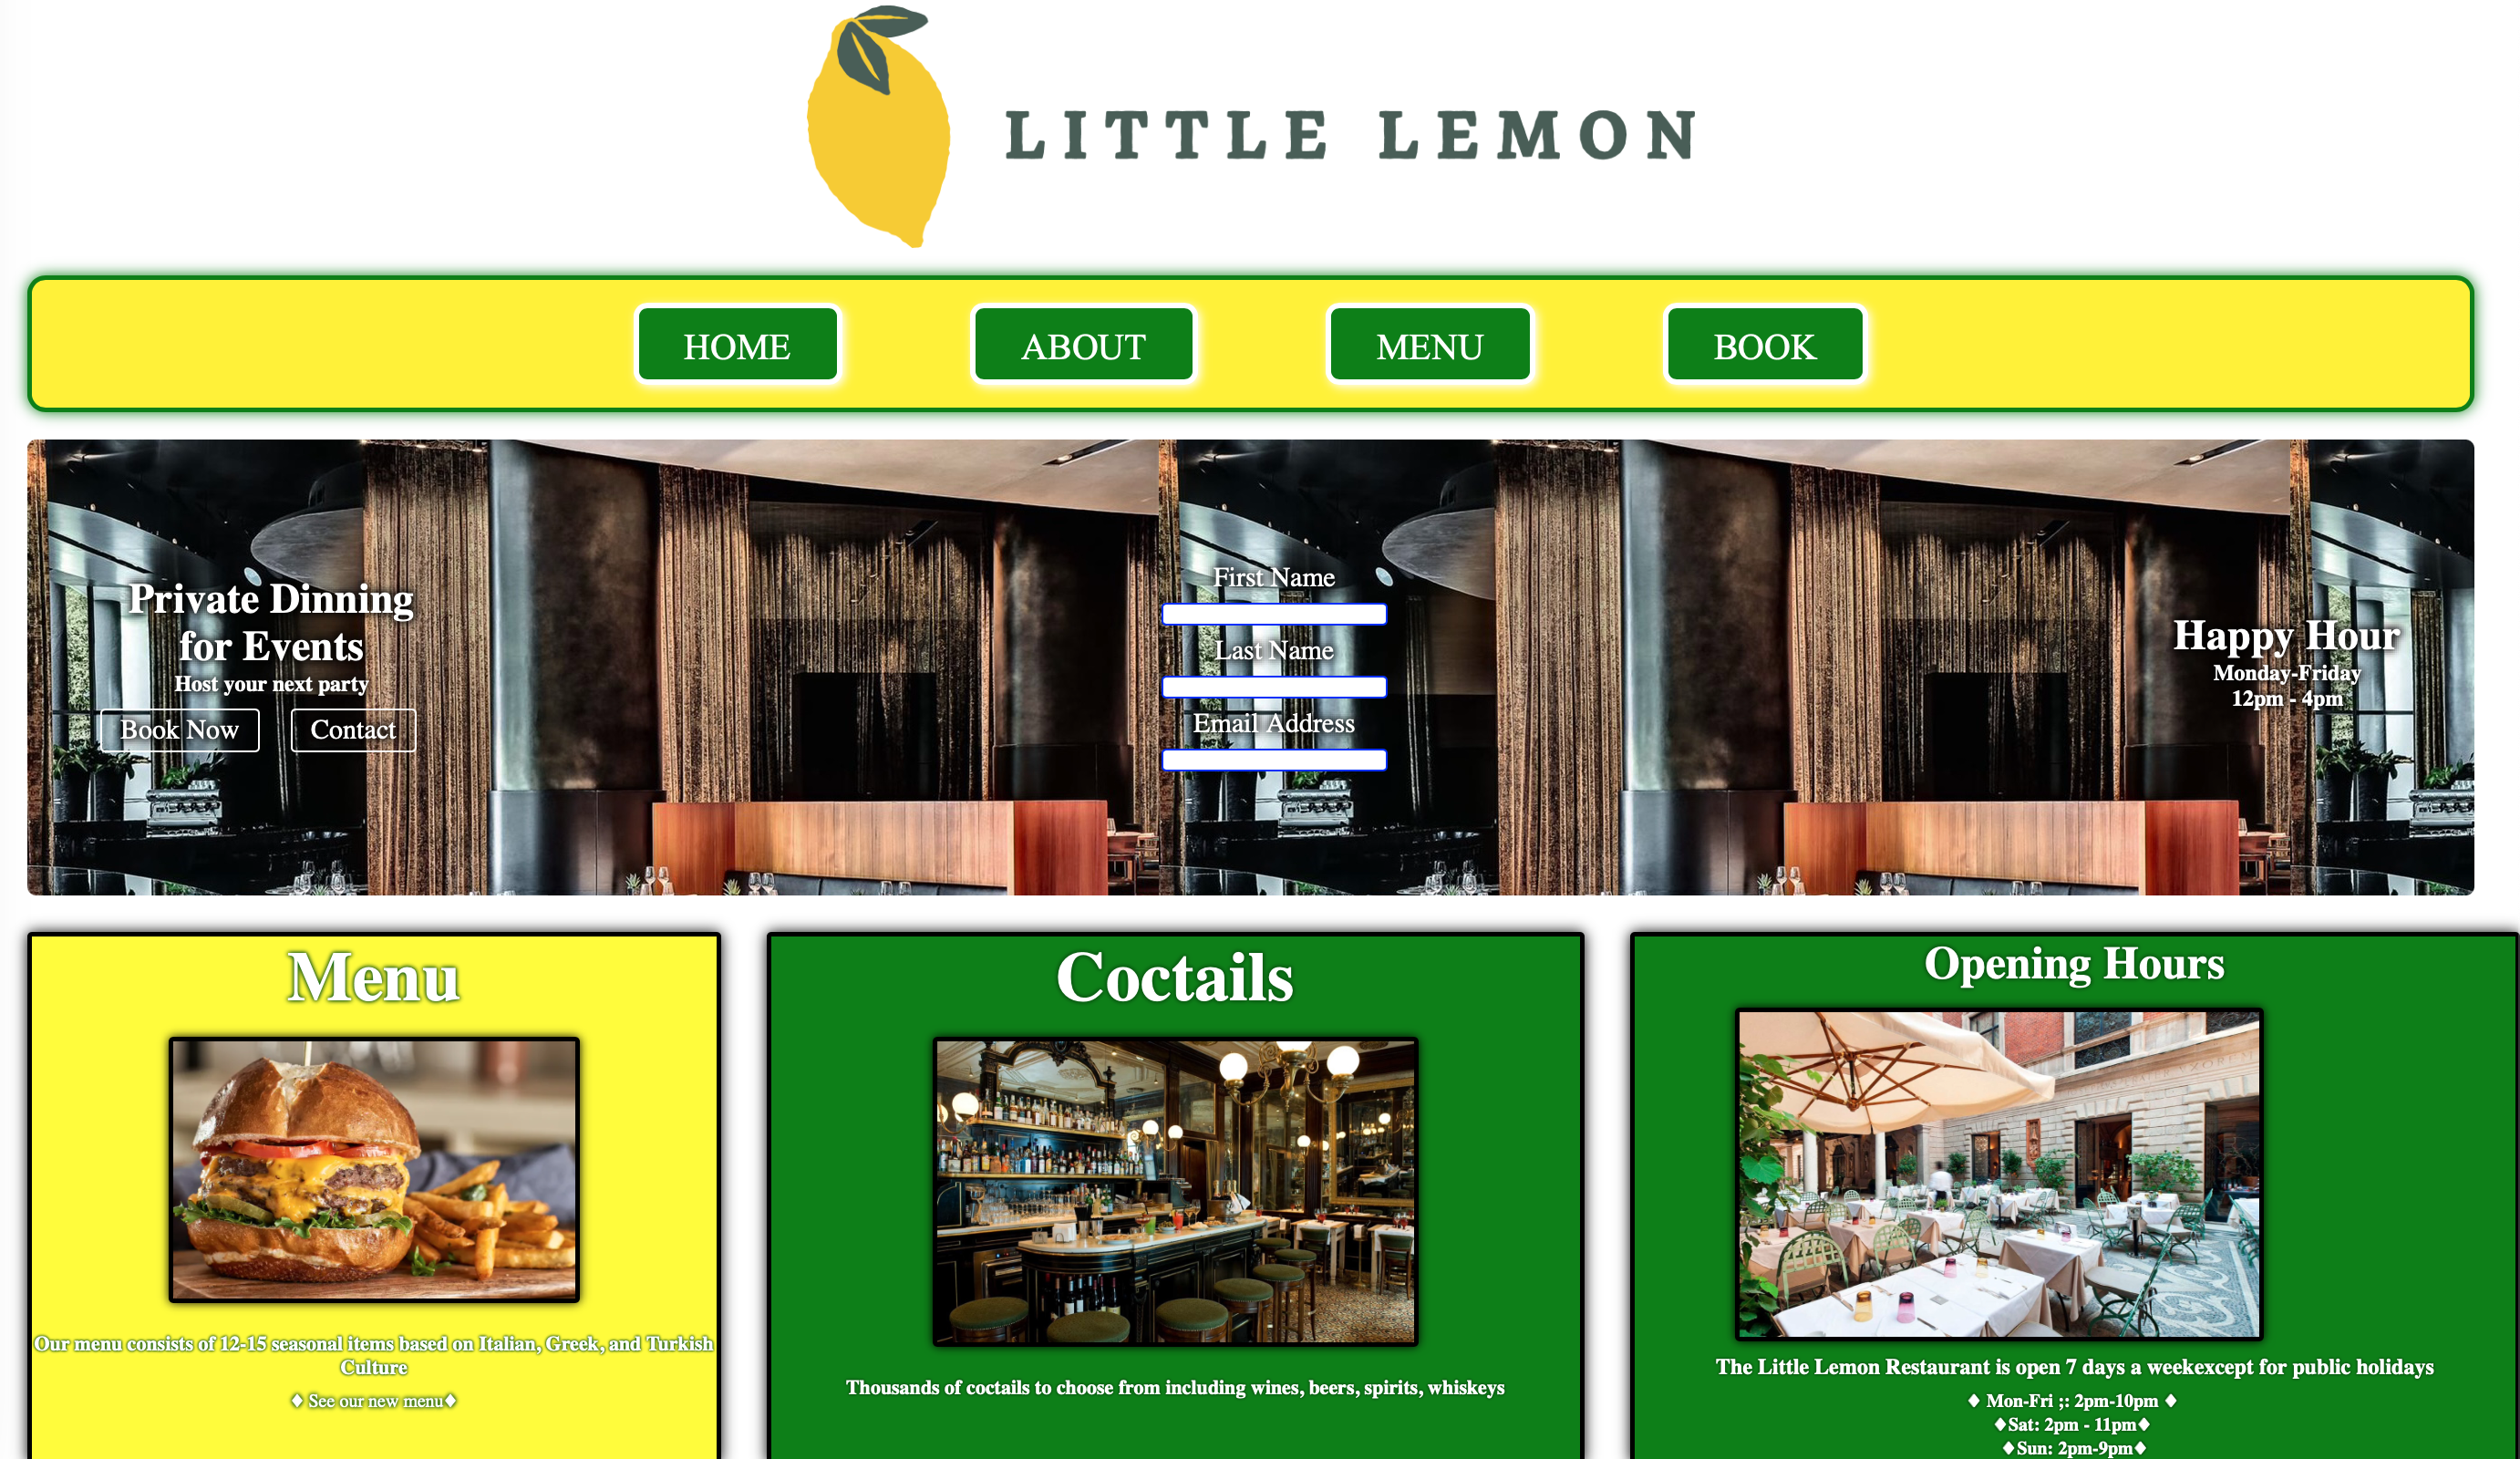 LITTLE LEMON
HOME
ABOUT
MENU
BOOK
Private Dinning
for Events
Host your next party
Book Now
Contact
First Name
Last Name
Email Address
Happy Hour
Monday-Friday
12pm - 4pm
Menu
Our menu consists of 12-15 seasonal items based on Italian, Greek, and Turkish
Culture
♦ See our new menu♦
Coctails
Thousands of coctails to choose from including wines, beers, spirits, whiskeys
Opening Hours
The Little Lemon Restaurant is open 7 days a weekexcept for public holidays
♦ Mon-Fri ;: 2pm-10pm ♦
♦Sat: 2pm - 11pm♦
♦Sun: 2pm-9pm♦